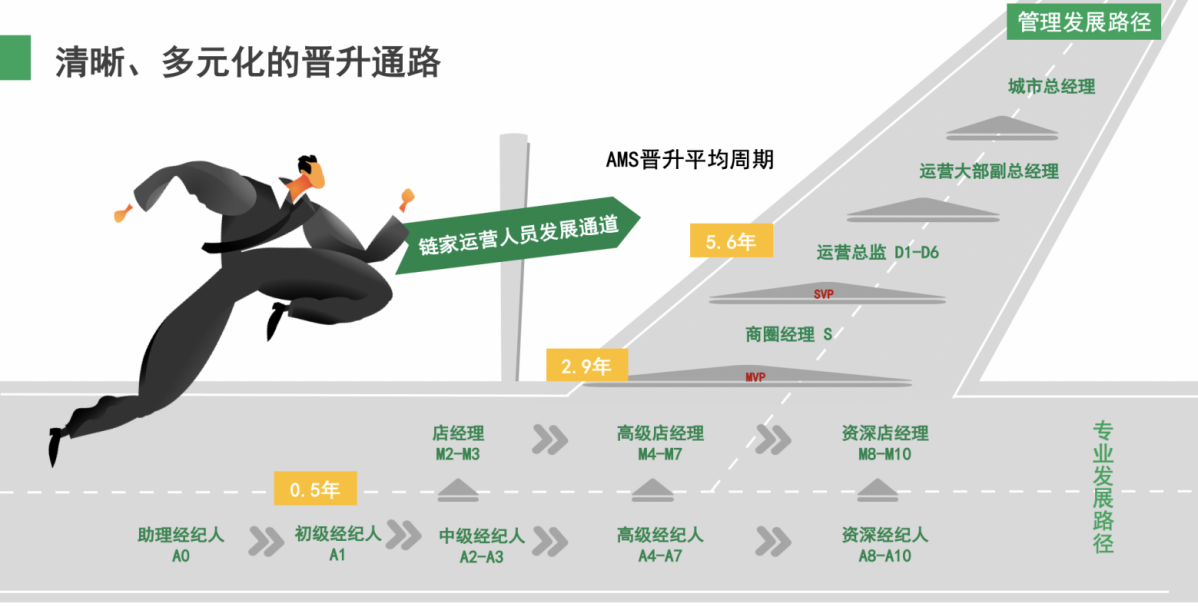 管理发展路径
清晰、多元化的晋升通路
城市总经理
AMS晋升平均周期
运营大部副总经理
链家运营人员发展通道
5.6年
运营总监 D1-D6
SVP
商圈经理 S
2.9年
MVP
店经理
M2-M3
高级店经理
M4-M7
资深店经理
M8-M10
专业发展路径
0.5年
助理经纪人
A0
初级经纪人
A1
中级经纪人
A2-A3
高级经纪人
A4-A7
资深经纪人
A8-A10